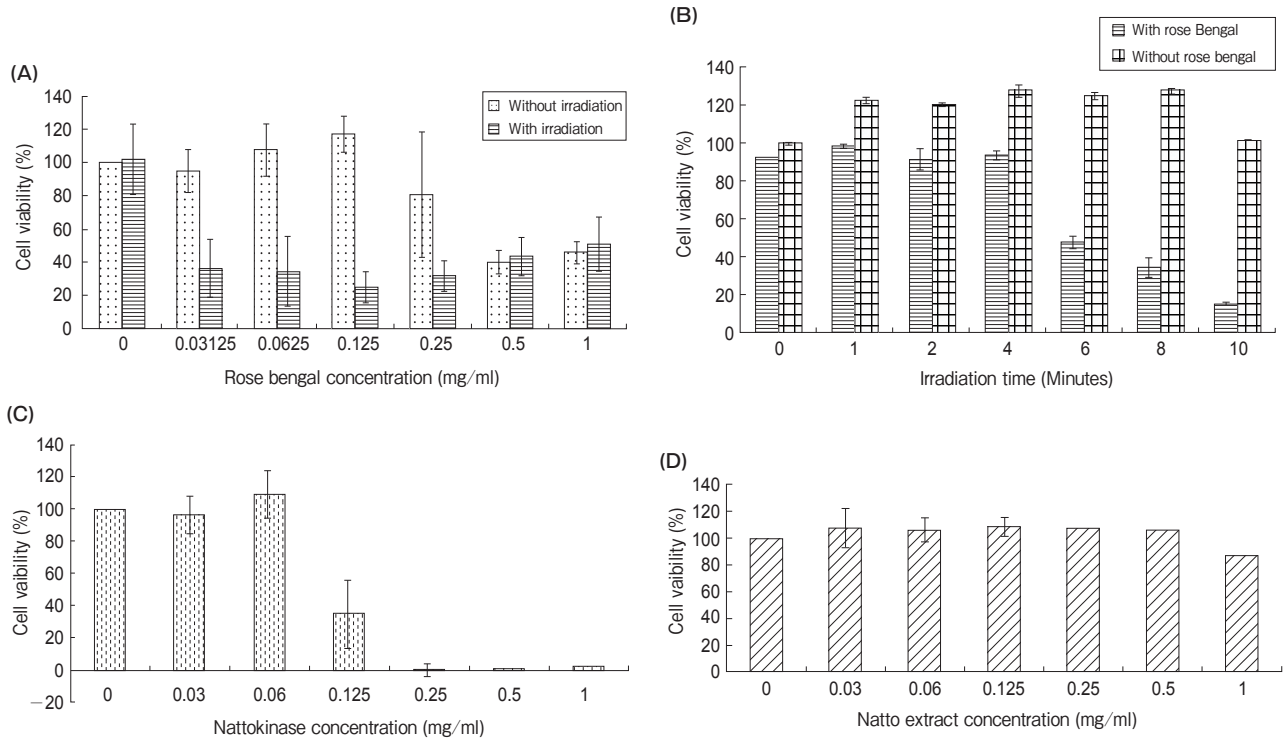 (A)
Without irradiation
With irradiation
Cell viability (%)
140
120
100
80
60
40
20
0
0 0.03125 0.0625 0.125 0.25 0.5 1
Rose bengal concentration (mg/ml)
(B)
With rose Bengal
Without rose bengal
Cell viability (%)
140
120
100
80
60
40
20
0
0 1 2 4 6 8 10
Irradiation time (Minutes)
(C)
Cell vaibility (%)
140
120
100
80
60
40
20
0
−20
0 0.03 0.06 0.125 0.25 0.5 1
Nattokinase concentration (mg/ml)
(D)
Cell vaibility (%)
140
120
100
80
60
40
20
0
0 0.03 0.06 0.125 0.25 0.5 1
Natto extract concentration (mg/ml)